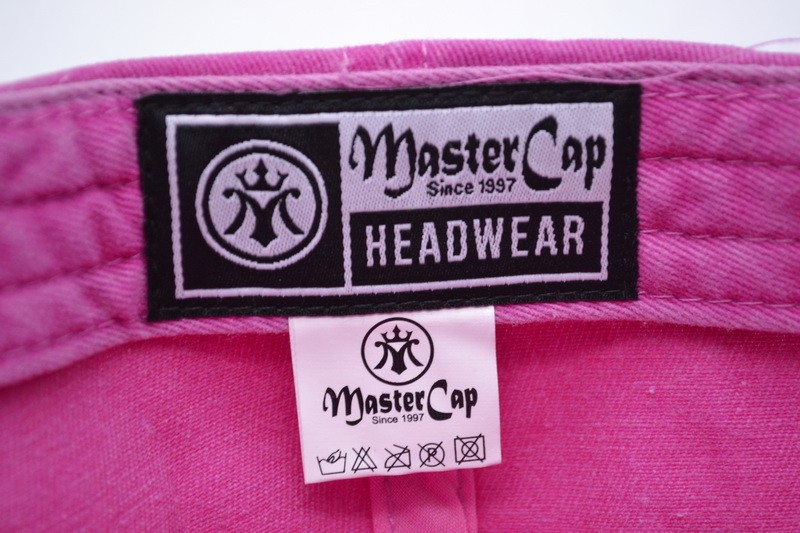 MasterCap
Since 1997
HEADWEAR
MasterCap
Since 1997
P